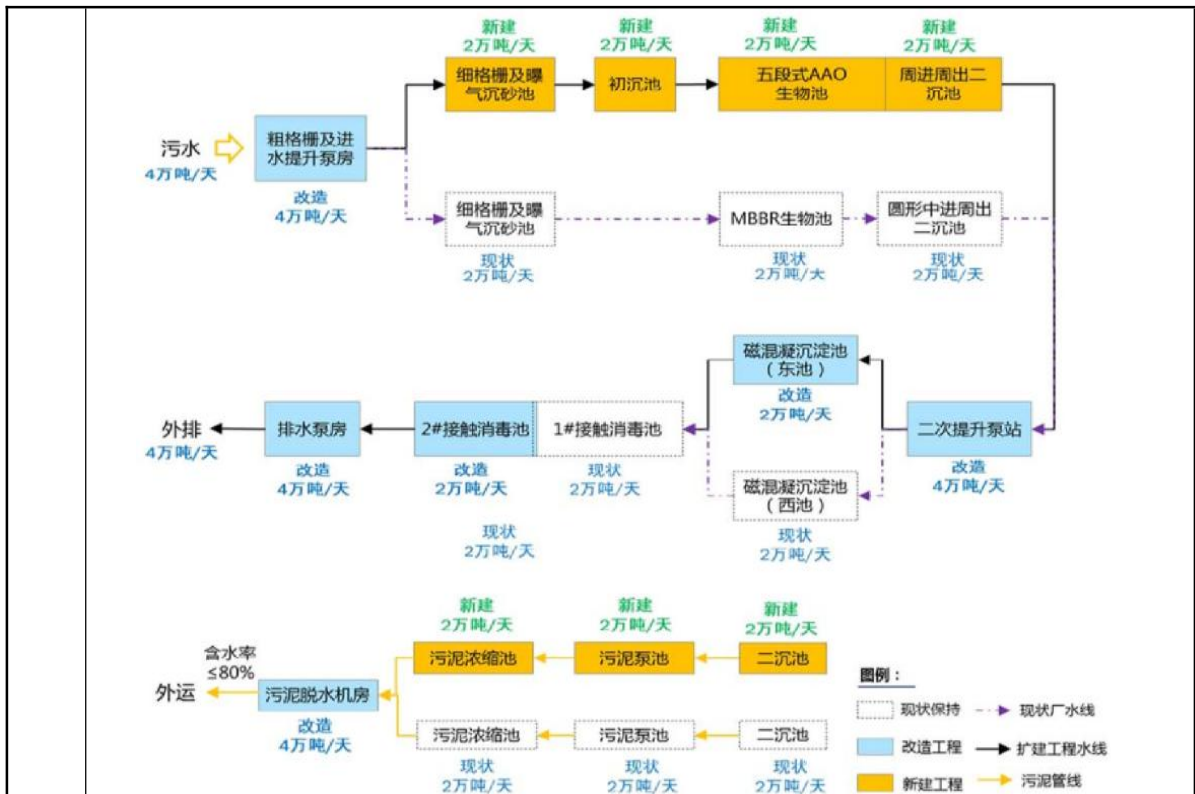 新建
2万吨/天
新建
2万吨/天
新建
2万吨/天
新建
2万吨/天
细格栅及曝
气沉砂池
初沉池
五段式AAO
生物池
周进周出二
沉池
污水
4万吨/天
粗格栅及进
水提升泵房
改造
4万吨/天
细格栅及曝
气沉砂池
现状
2万吨/天
MBBR生物池
现状
2万吨/大
圆形中进周出
二沉池
现状
2万吨/天
磁混凝沉淀池
（东池）
改造
2万吨/天
外排
4万吨/天
排水泵房
改造
4万吨/天
2#接触消毒池
改造
2万吨/天
1#接触消毒池
现状
2万吨/天
二次提升泵站
改造
4万吨/天
磁混凝沉淀池
（西池）
现状
2万吨/天
现状
2万吨/天
新建
2万吨/天
新建
2万吨/天
新建
2万吨/天
含水率
≤80%
外运
污泥脱水机房
改造
4万吨/天
污泥浓缩池
污泥泵池
二沉池
污泥浓缩池
现状
2万吨/天
污泥泵池
现状
2万吨/天
二沉池
现状
2万吨/天
图例：
现状保持
现状厂水线
改造工程
扩建工程水线
新建工程
污泥管线